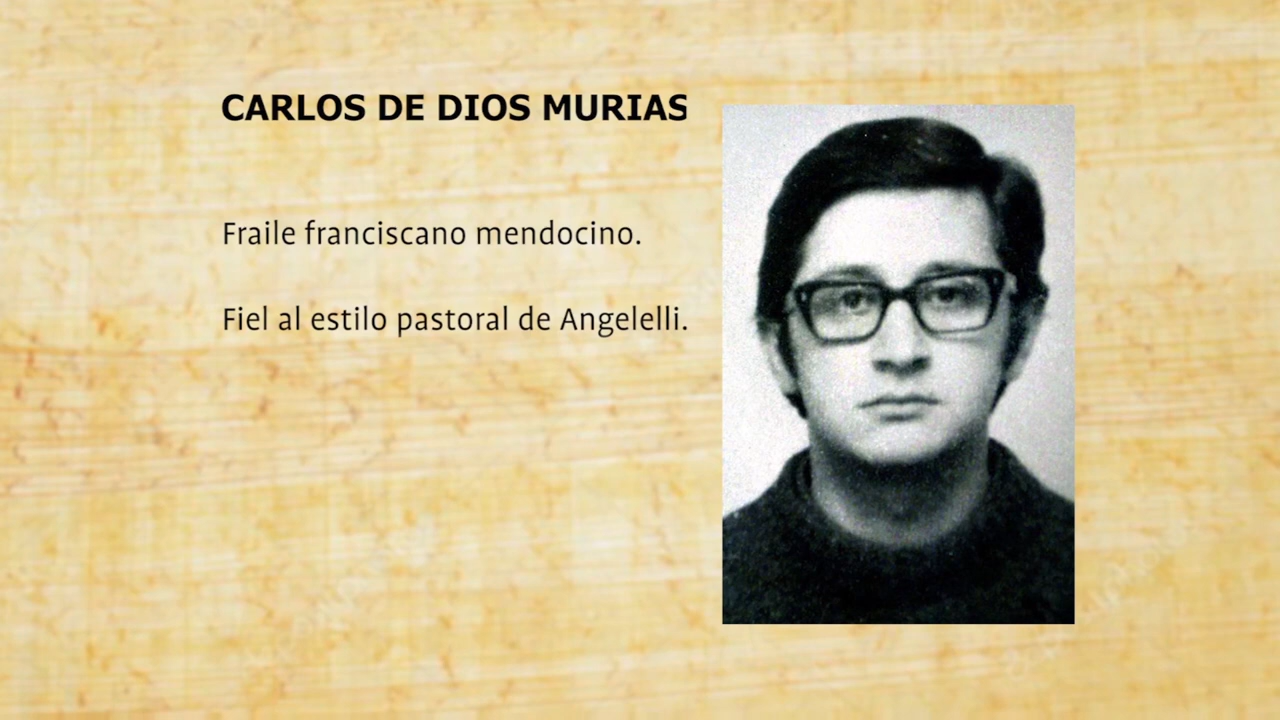 CARLOS DE DIOS MURIAS
Fraile franciscano mendocino.
Fiel al estilo pastoral de Angelelli.